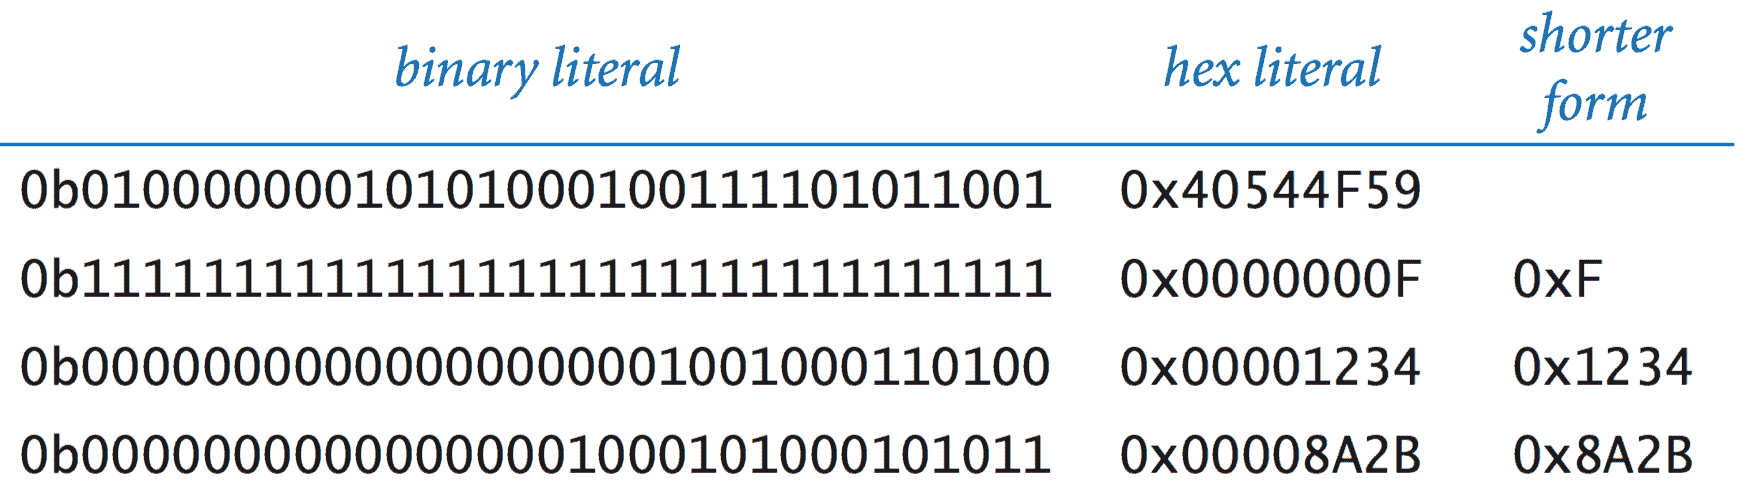 binary literal hex literal shorter
form
0b01000000010101000100111101011001 0x40544F59
0b11111111111111111111111111111111 0x0000000F 0xF
0b00000000000000000001001000110100 0x00001234 0x1234
0b00000000000000001000101000101011 0x00008A2B 0x8A2B